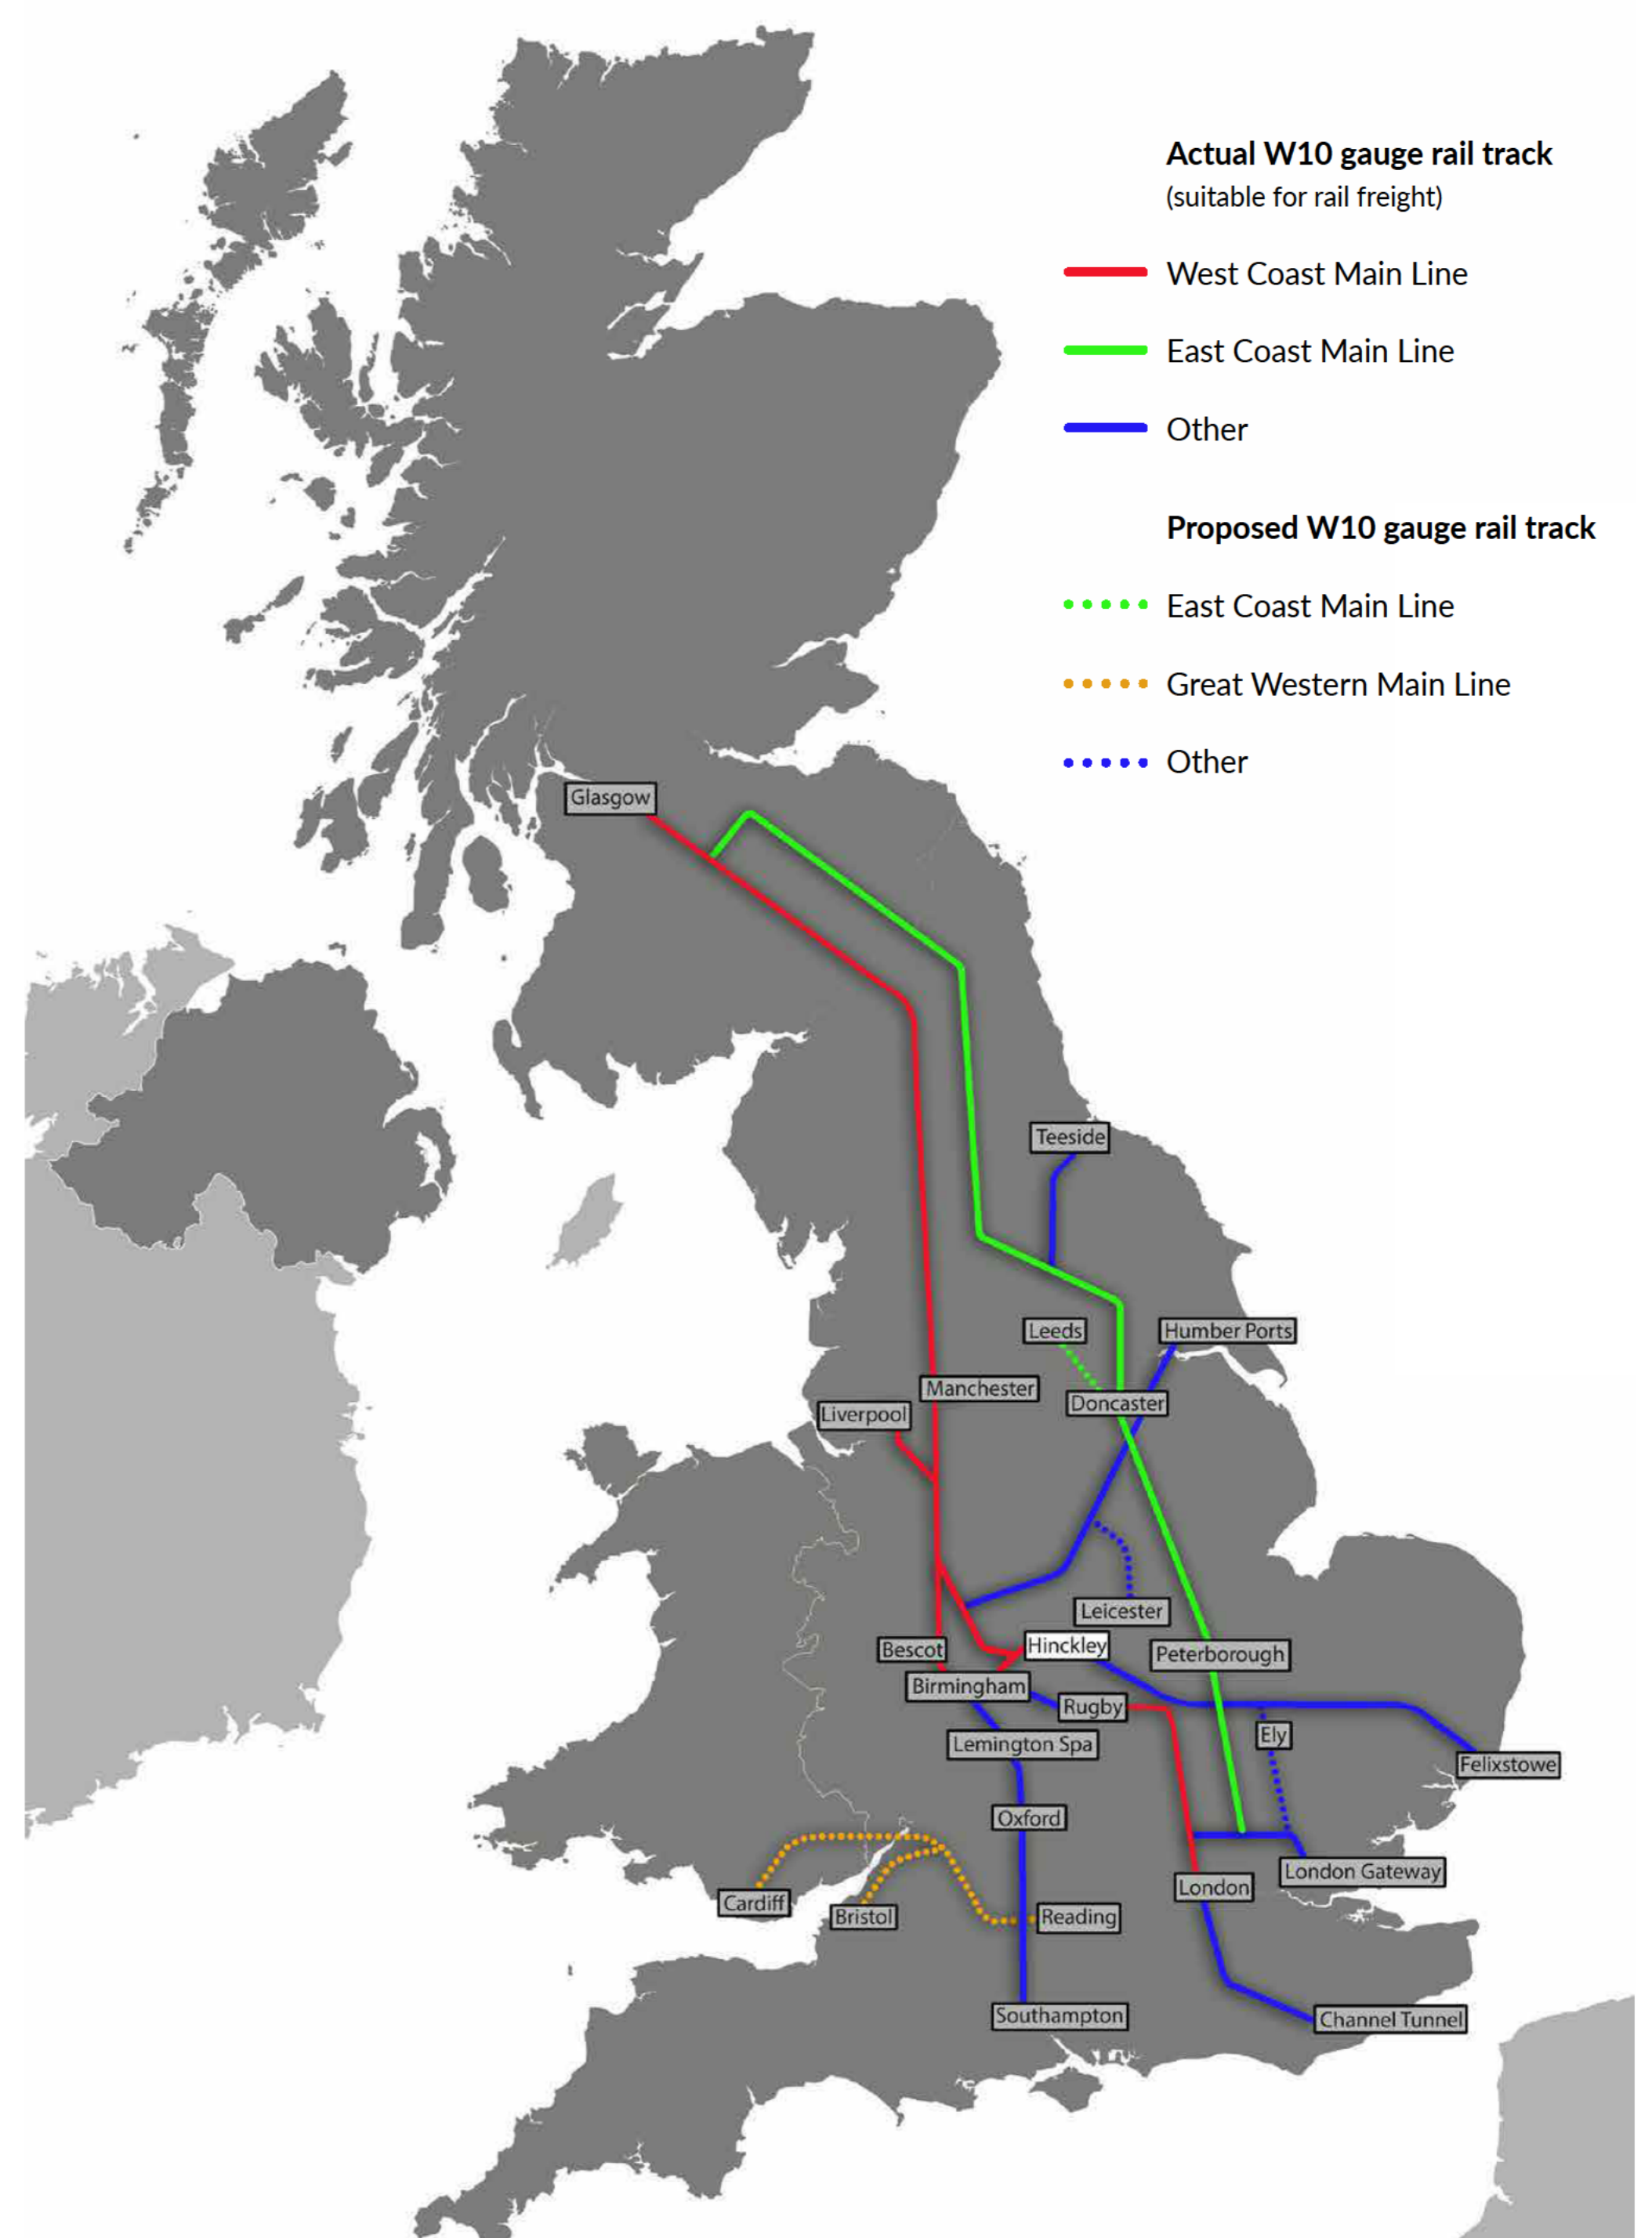 Actual W10 gauge rail track
(suitable for rail freight)
West Coast Main Line
East Coast Main Line
Other
Proposed W10 gauge rail track
East Coast Main Line
Great Western Main Line
Other
Glasgow
Teeside
Leeds
Humber Ports
Manchester
Doncaster
Liverpool
Leicester
Hinckley
Bescot
Peterborough
Birmingham
Rugby
Ely
Lemington Spa
Felixstowe
Oxford
London Gateway
London
Cardiff
Bristol
Reading
Southampton
Channel Tunnel